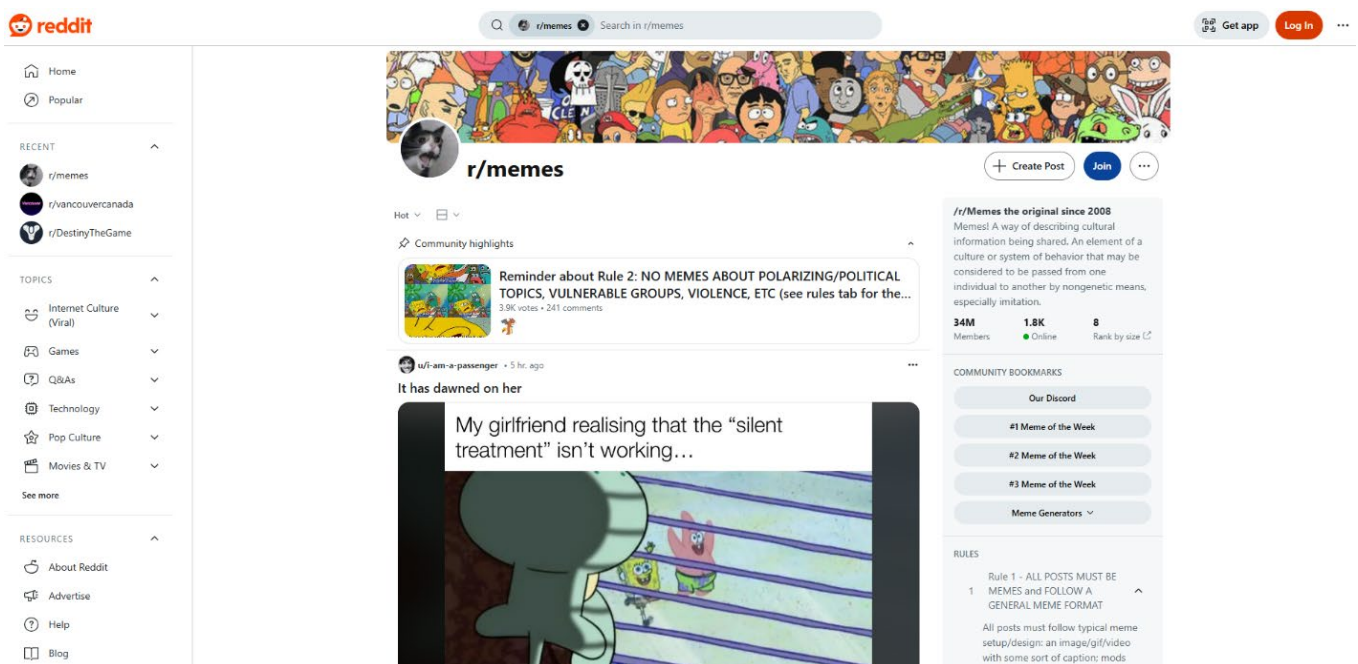 reddit
r/memes
Search in r/memes
Get app
Log In
Home
Popular
RECENT
r/memes
r/vancouvercanada
r/DestinyTheGame
TOPICS
Internet Culture
(Viral)
Games
Q&As
Technology
Pop Culture
Movies & TV
See more
RESOURCES
About Reddit
Advertise
Help
Blog
CLEN
r/memes
Create Post
Join
Hot
Community highlights
Reminder about Rule 2: NO MEMES ABOUT POLARIZING/POLITICAL
TOPICS, VULNERABLE GROUPS, VIOLENCE, ETC (see rules tab for the...
3.9K votes • 241 comments
u/i-am-a-passenger • 5 hr. ago
It has dawned on her
My girlfriend realising that the “silent
treatment” isn’t working...
/r/Memes the original since 2008
Memes! A way of describing cultural
information being shared. An element of a
culture or system of behavior that may be
considered to be passed from one
individual to another by nongenetic means,
especially imitation.
34M 1.8K 8
Members Online Rank by size
COMMUNITY BOOKMARKS
Our Discord
#1 Meme of the Week
#2 Meme of the Week
#3 Meme of the Week
Meme Generators
RULES
Rule 1 - ALL POSTS MUST BE
1 MEMES and FOLLOW A
GENERAL MEME FORMAT
All posts must follow typical meme
setup/design: an image/gif/video
with some sort of caption; mods